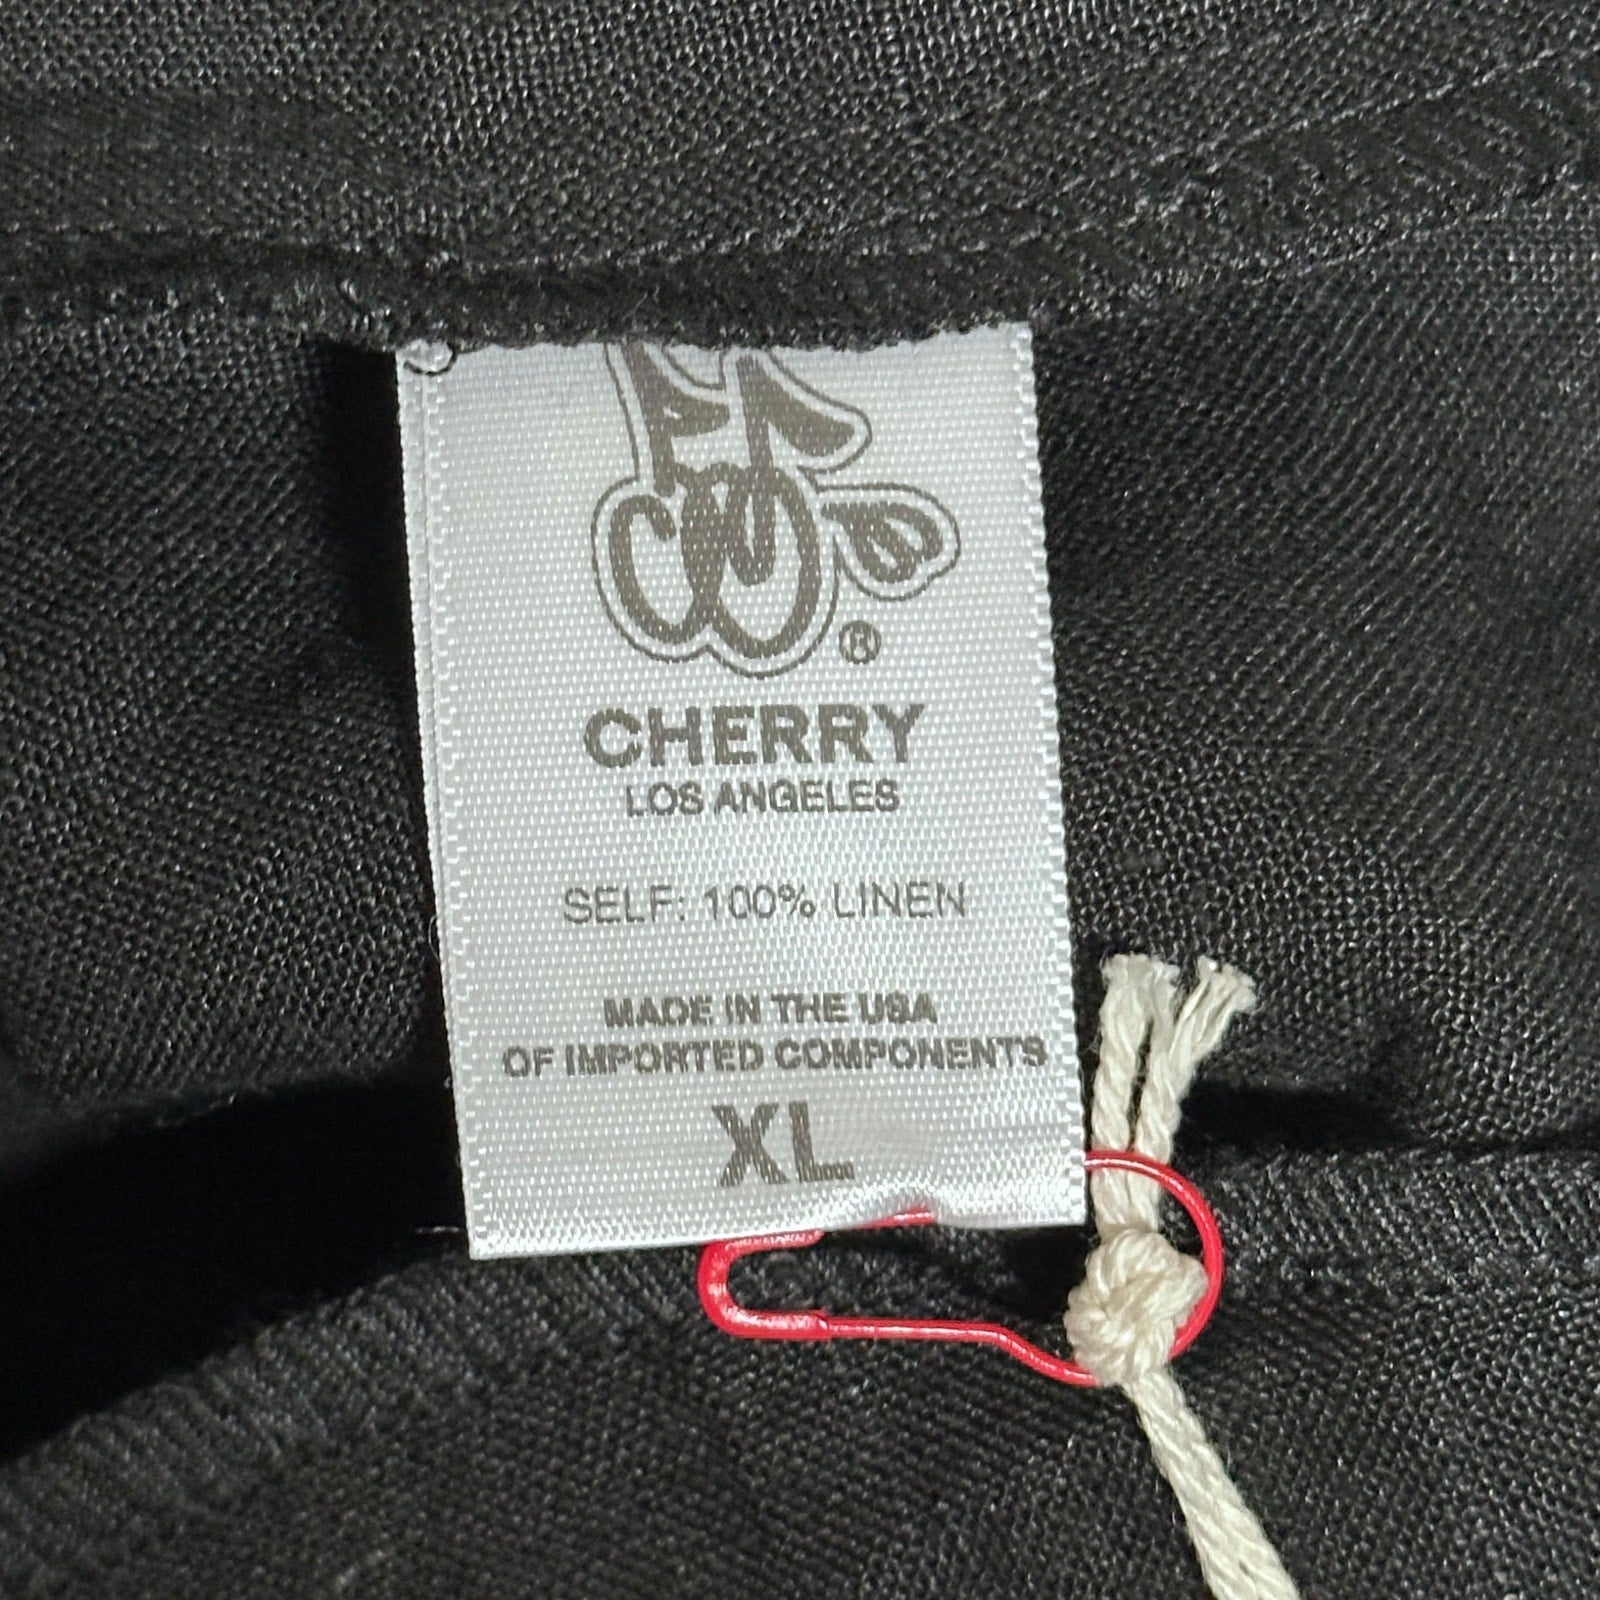 ®
CHERRY
LOS ANGELES
SELF: 100% LINEN
MADE IN THE USA
OF IMPORTED COMPONENTS
XL